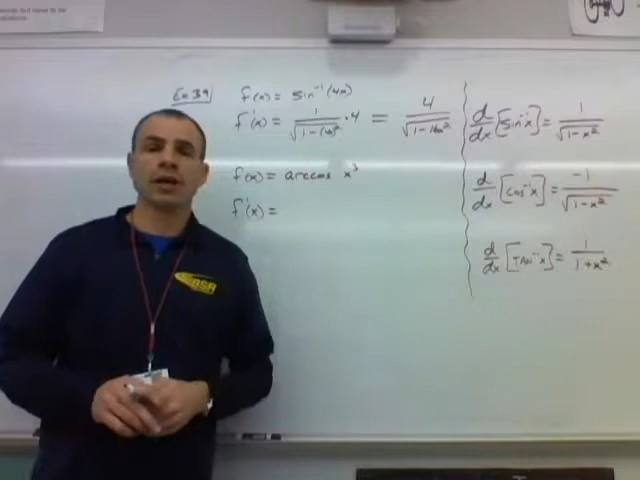 Ex 39
f(x) = sin⁻¹(4x)
f'(x) = 1/√(1-(4x)²) · 4 = 4/√(1-16x²)
f(x) = arccos x³
f'(x) =
d/dx [sin⁻¹x] = 1/√(1-x²)
d/dx [cos⁻¹x] = -1/√(1-x²)
d/dx [TAN⁻¹x] = 1/(1+x²)